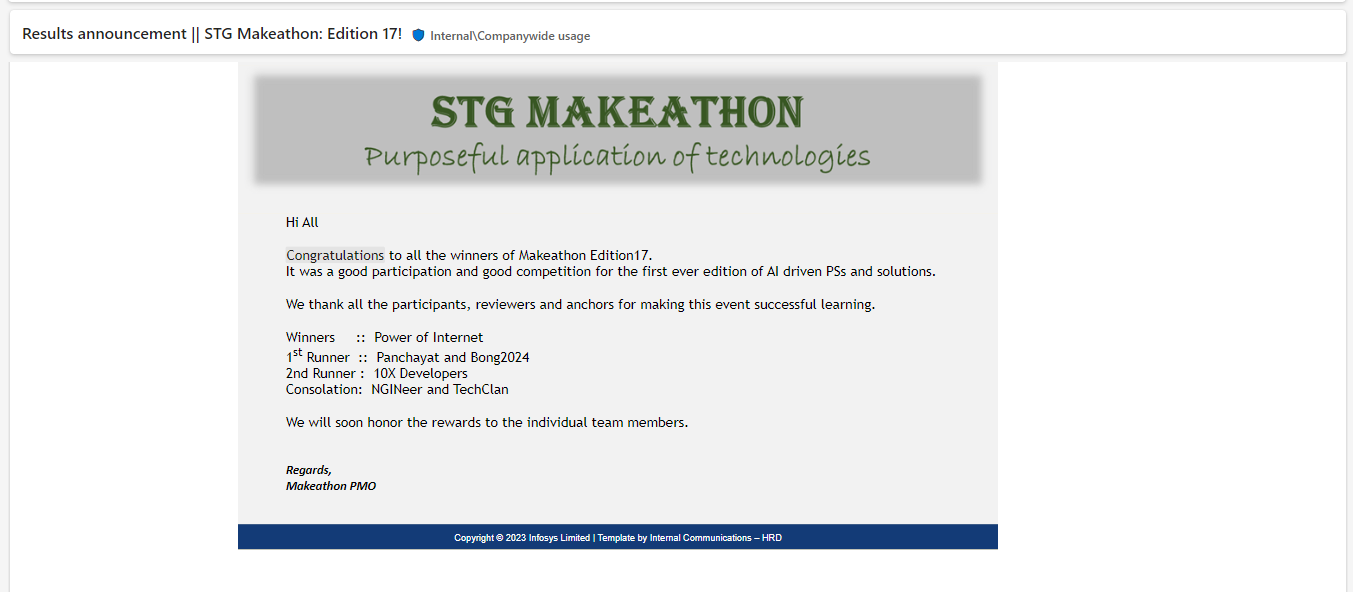 Results announcement || STG Makeathon: Edition 17! Internal\Companywide usage
STG MAKEATHON
Purposeful application of technologies
Hi All
Congratulations to all the winners of Makeathon Edition17.
It was a good participation and good competition for the first ever edition of AI driven PSs and solutions.
We thank all the participants, reviewers and anchors for making this event successful learning.
Winners :: Power of Internet
1st Runner :: Panchayat and Bong2024
2nd Runner : 10X Developers
Consolation: NGINeer and TechClan
We will soon honor the rewards to the individual team members.
Regards,
Makeathon PMO
Copyright © 2023 Infosys Limited | Template by Internal Communications – HRD